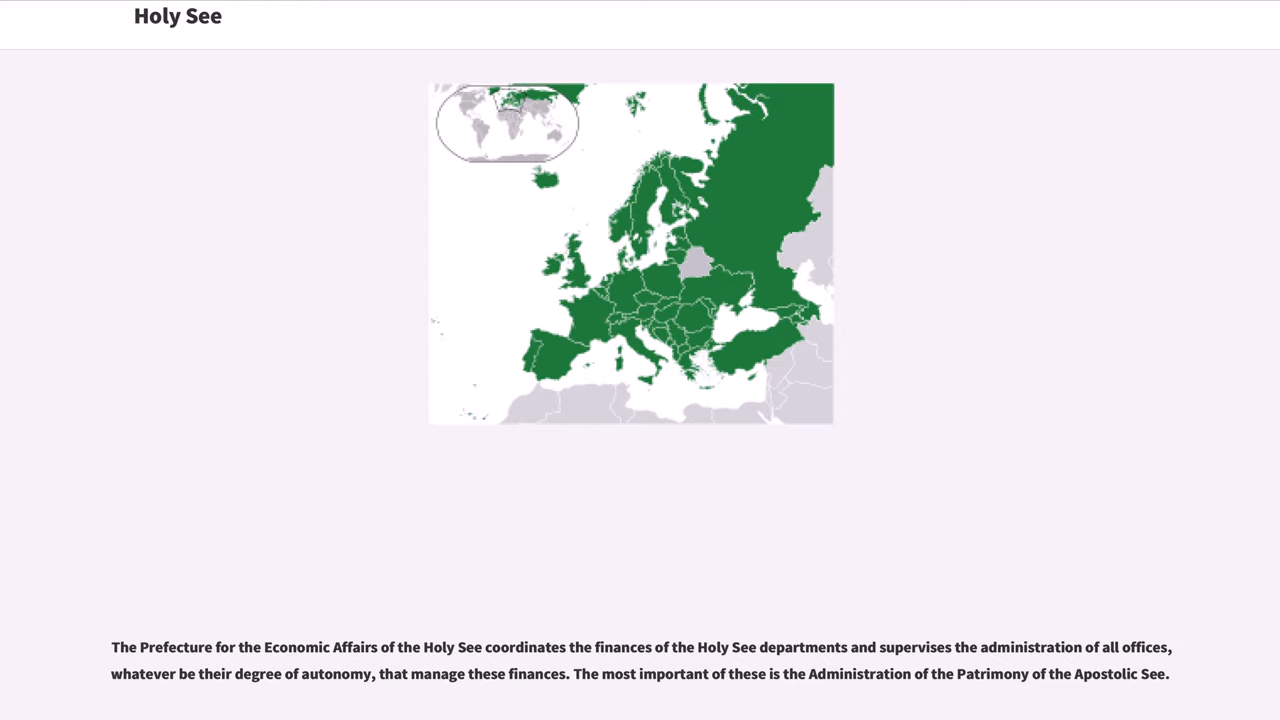 Holy See
The Prefecture for the Economic Affairs of the Holy See coordinates the finances of the Holy See departments and supervises the administration of all offices,
whatever be their degree of autonomy, that manage these finances. The most important of these is the Administration of the Patrimony of the Apostolic See.